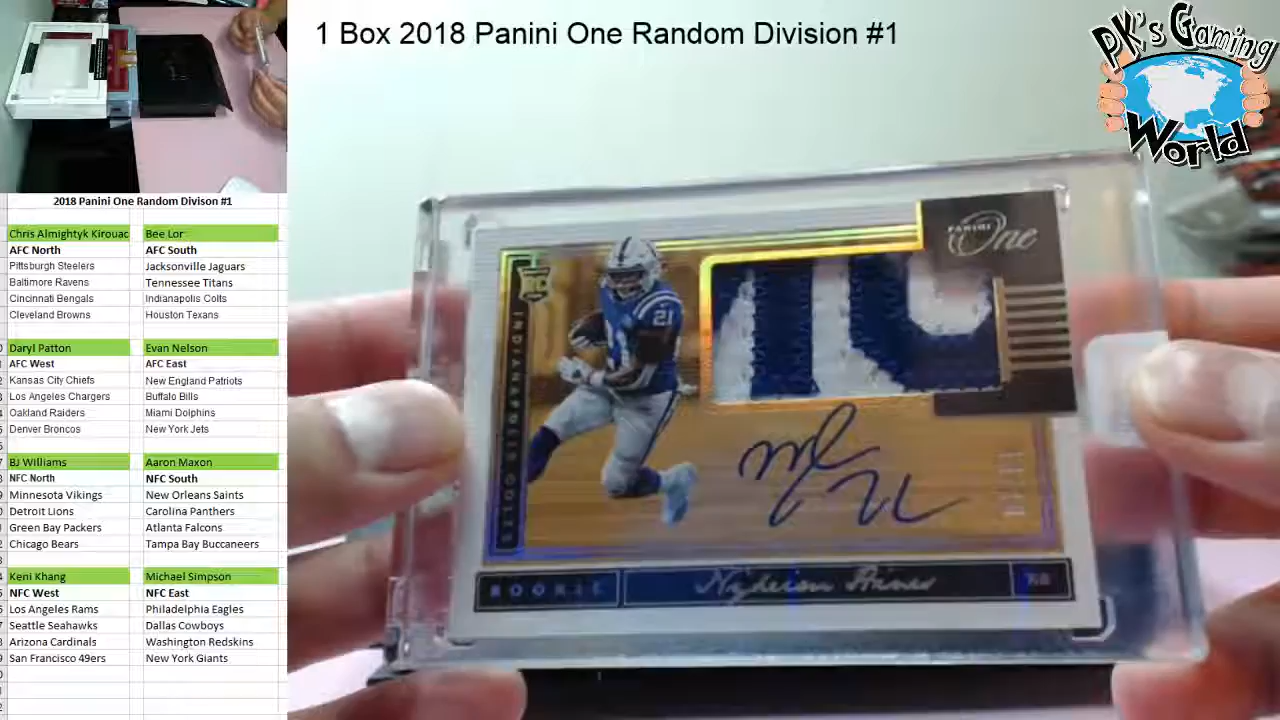 1 Box 2018 Panini One Random Division #1
PK's Gaming
World
2018 Panini One Random Divison #1
Chris Almightyk Kirouac Bee Lor
AFC North AFC South
Pittsburgh Steelers Jacksonville Jaguars
Baltimore Ravens Tennessee Titans
Cincinnati Bengals Indianapolis Colts
Cleveland Browns Houston Texans
Daryl Patton Evan Nelson
AFC West AFC East
Kansas City Chiefs New England Patriots
Los Angeles Chargers Buffalo Bills
Oakland Raiders Miami Dolphins
Denver Broncos New York Jets
BJ Williams Aaron Maxon
NFC North NFC South
Minnesota Vikings New Orleans Saints
Detroit Lions Carolina Panthers
Green Bay Packers Atlanta Falcons
Chicago Bears Tampa Bay Buccaneers
Keni Khang Michael Simpson
NFC West NFC East
Los Angeles Rams Philadelphia Eagles
Seattle Seahawks Dallas Cowboys
Arizona Cardinals Washington Redskins
San Francisco 49ers New York Giants
PANINI
One
RC
INDIANAPOLIS COLTS
21
ROOKIE Nyheim Hines RB